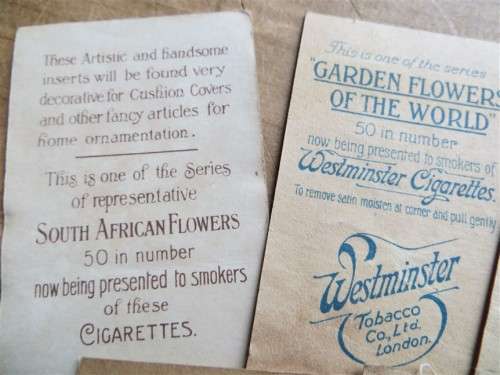 These Artistic and handsome
inserts will be found very
decorative for Cushion Covers
and other fancy articles for
home ornamentation.
This is one of the Series
of representative
SOUTH AFRICAN FLOWERS
50 in number
now being presented to smokers
of these
CIGARETTES.
This is one of the series
"GARDEN FLOWERS
OF THE WORLD"
50 in number
now being presented to smokers of
Westminster Cigarettes.
To remove satin moisten at corner and pull gently
Westminster
Tobacco
Co., Ltd.
London.